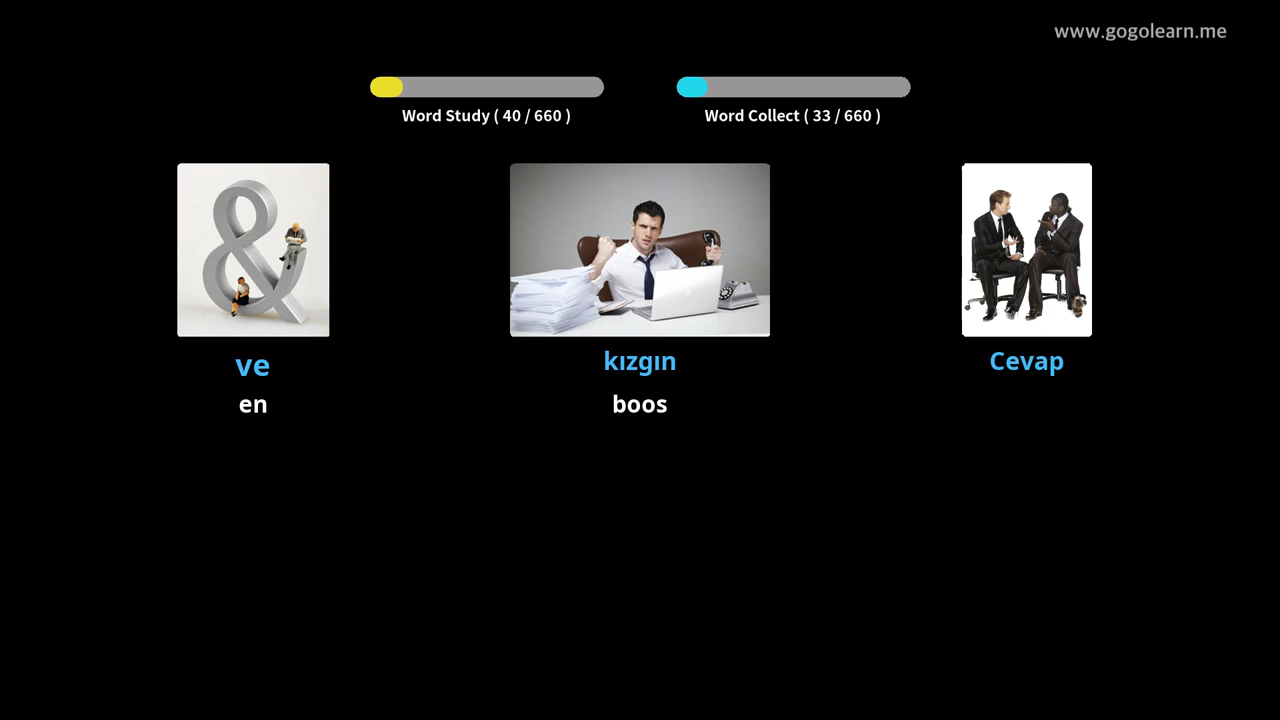 www.gogolearn.me
Word Study ( 40 / 660 )
Word Collect ( 33 / 660 )
ve
kızgın
Cevap
en
boos